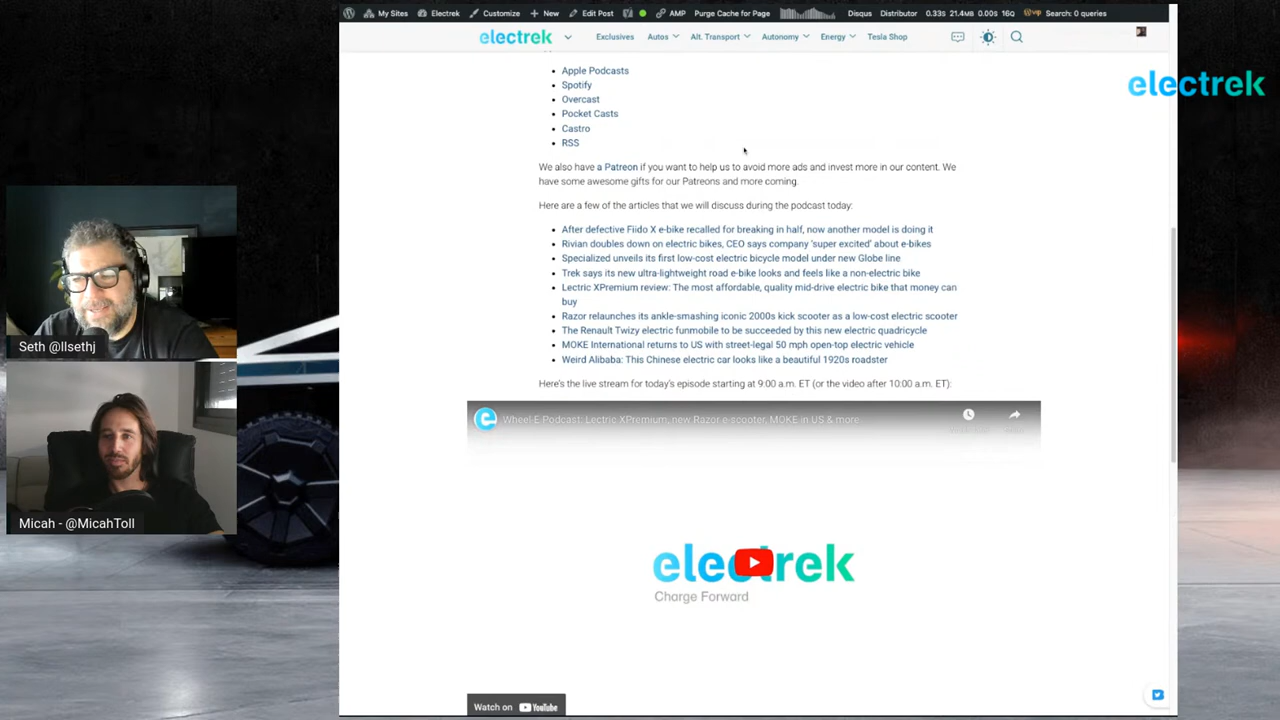 My Sites Electrek Customize New Edit Post AMP Purge Cache for Page Disqus Distributor 0.33s 21.4MB 0.00s 16Q Search: 0 queries
electrek Exclusives Autos Alt. Transport Autonomy Energy Tesla Shop
electrek
Apple Podcasts
Spotify
Overcast
Pocket Casts
Castro
RSS
We also have a Patreon if you want to help us to avoid more ads and invest more in our content. We
have some awesome gifts for our Patreons and more coming.
Here are a few of the articles that we will discuss during the podcast today:
After defective Fiido X e-bike recalled for breaking in half, now another model is doing it
Rivian doubles down on electric bikes, CEO says company 'super excited' about e-bikes
Specialized unveils its first low-cost electric bicycle model under new Globe line
Trek says its new ultra-lightweight road e-bike looks and feels like a non-electric bike
Lectric XPremium review: The most affordable, quality mid-drive electric bike that money can
buy
Razor relaunches its ankle-smashing iconic 2000s kick scooter as a low-cost electric scooter
The Renault Twizy electric funmobile to be succeeded by this new electric quadricycle
MOKE International returns to US with street-legal 50 mph open-top electric vehicle
Weird Alibaba: This Chinese electric car looks like a beautiful 1920s roadster
Here's the live stream for today's episode starting at 9:00 a.m. ET (or the video after 10:00 a.m. ET):
Wheel-E Podcast: Lectric XPremium, new Razor e-scooter, MOKE in US & more
electrek
Charge Forward
Watch on YouTube
Seth @llsethj
Micah - @MicahToll